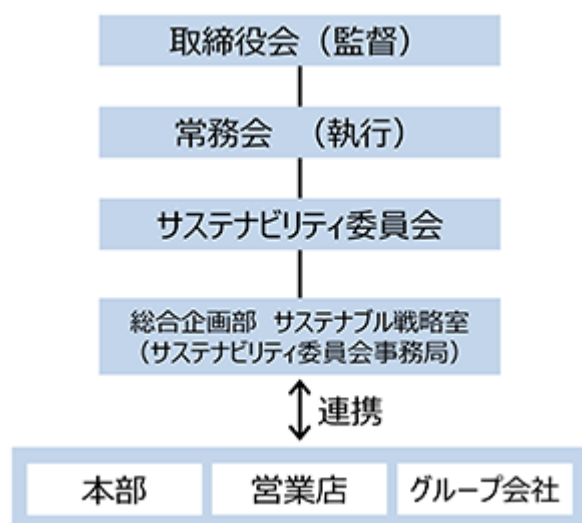 取締役会（監督）
常務会　（執行）
サステナビリティ委員会
総合企画部　サステナブル戦略室
（サステナビリティ委員会事務局）
連携
本部
営業店
グループ会社